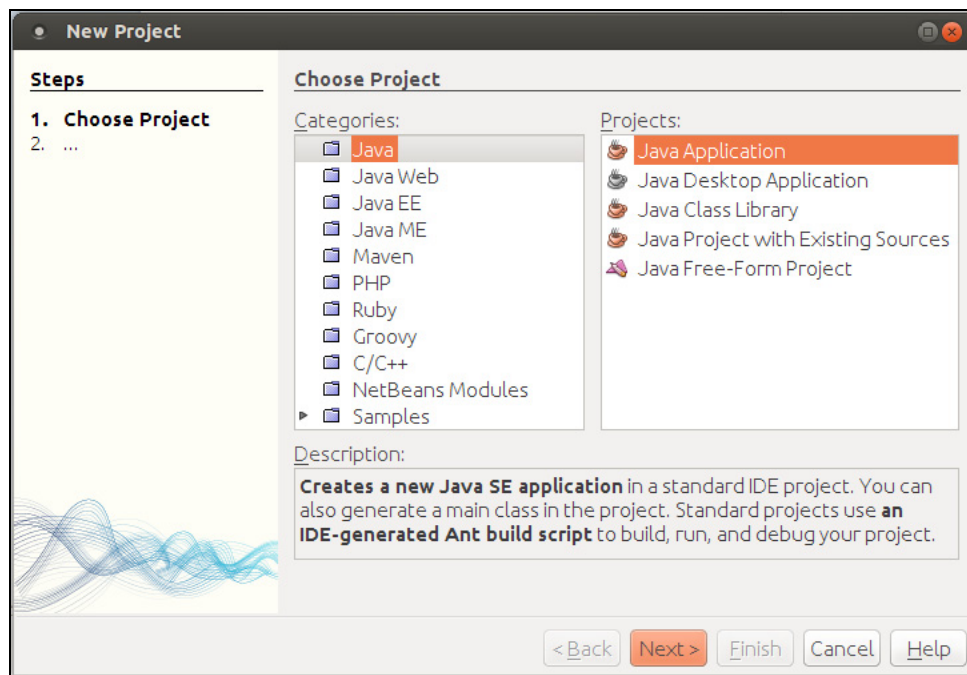 New Project
Steps
1. Choose Project
2. ...
Choose Project
Categories:
Java
Java Web
Java EE
Java ME
Maven
PHP
Ruby
Groovy
C/C++
NetBeans Modules
Samples
Projects:
Java Application
Java Desktop Application
Java Class Library
Java Project with Existing Sources
Java Free-Form Project
Description:
Creates a new Java SE application in a standard IDE project. You can
also generate a main class in the project. Standard projects use an
IDE-generated Ant build script to build, run, and debug your project.
< Back Next > Finish Cancel Help